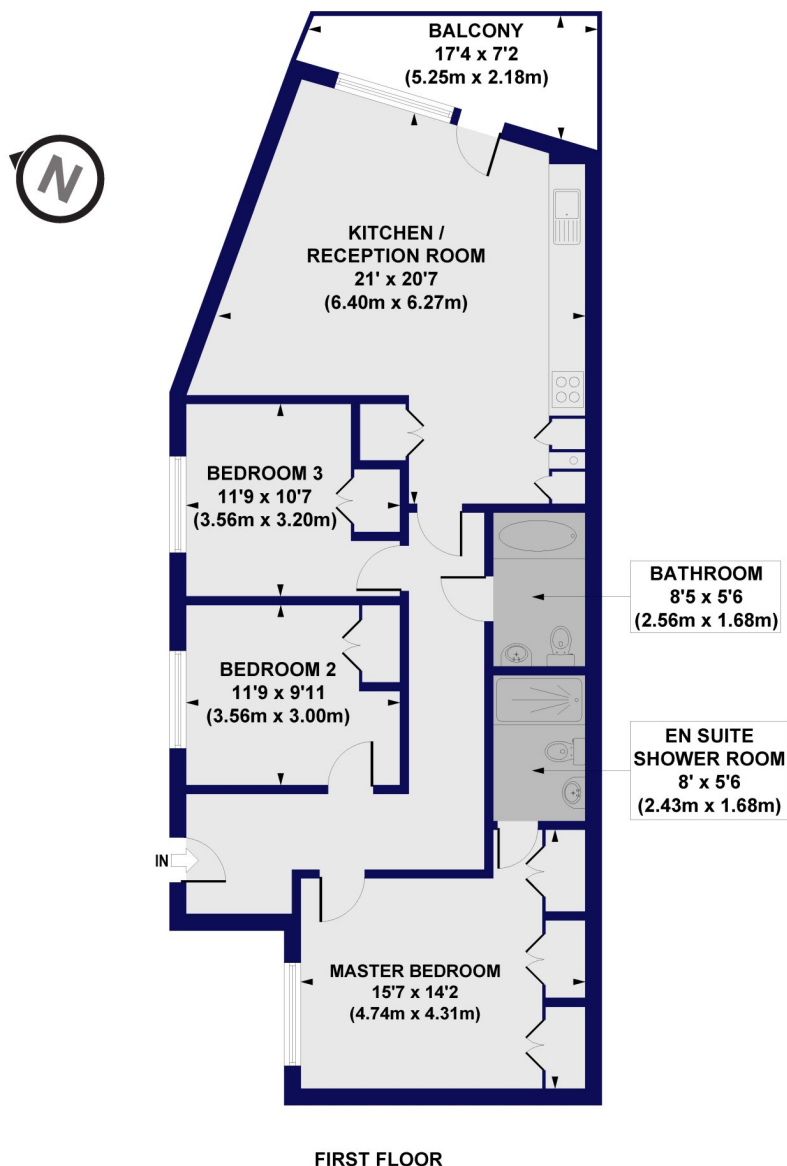 BALCONY
17'4 x 7'2
(5.25m x 2.18m)
N
KITCHEN /
RECEPTION ROOM
21' x 20'7
(6.40m x 6.27m)
BEDROOM 3
11'9 x 10'7
(3.56m x 3.20m)
BATHROOM
8'5 x 5'6
(2.56m x 1.68m)
BEDROOM 2
11'9 x 9'11
(3.56m x 3.00m)
EN SUITE
SHOWER ROOM
8' x 5'6
(2.43m x 1.68m)
IN
MASTER BEDROOM
15'7 x 14'2
(4.74m x 4.31m)
FIRST FLOOR